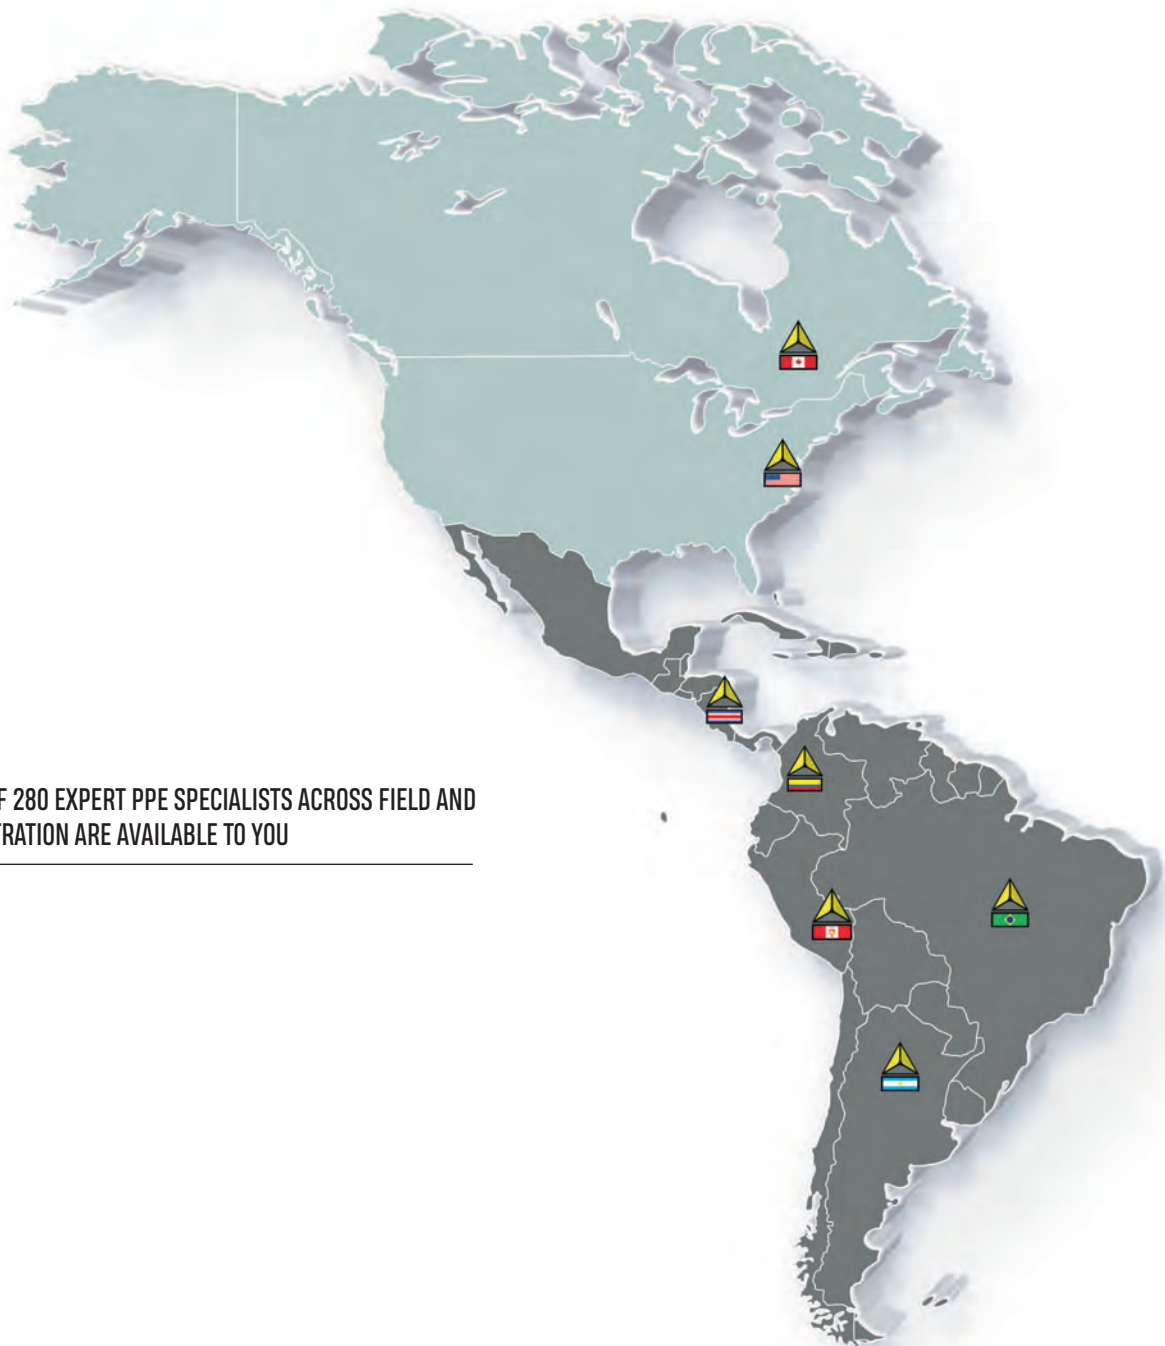 F 280 EXPERT PPE SPECIALISTS ACROSS FIELD AND
TRATION ARE AVAILABLE TO YOU